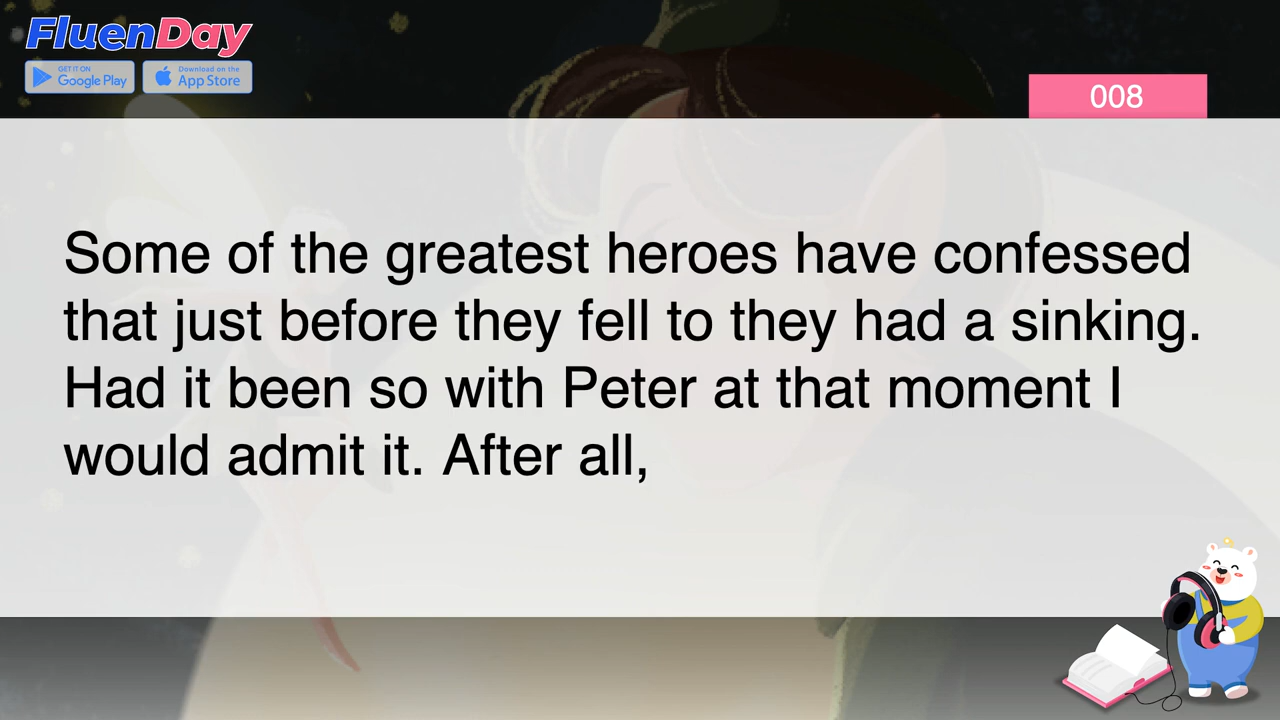 FluenDay
GET IT ON
Google Play
Download on the
App Store
008
Some of the greatest heroes have confessed
that just before they fell to they had a sinking.
Had it been so with Peter at that moment I
would admit it. After all,